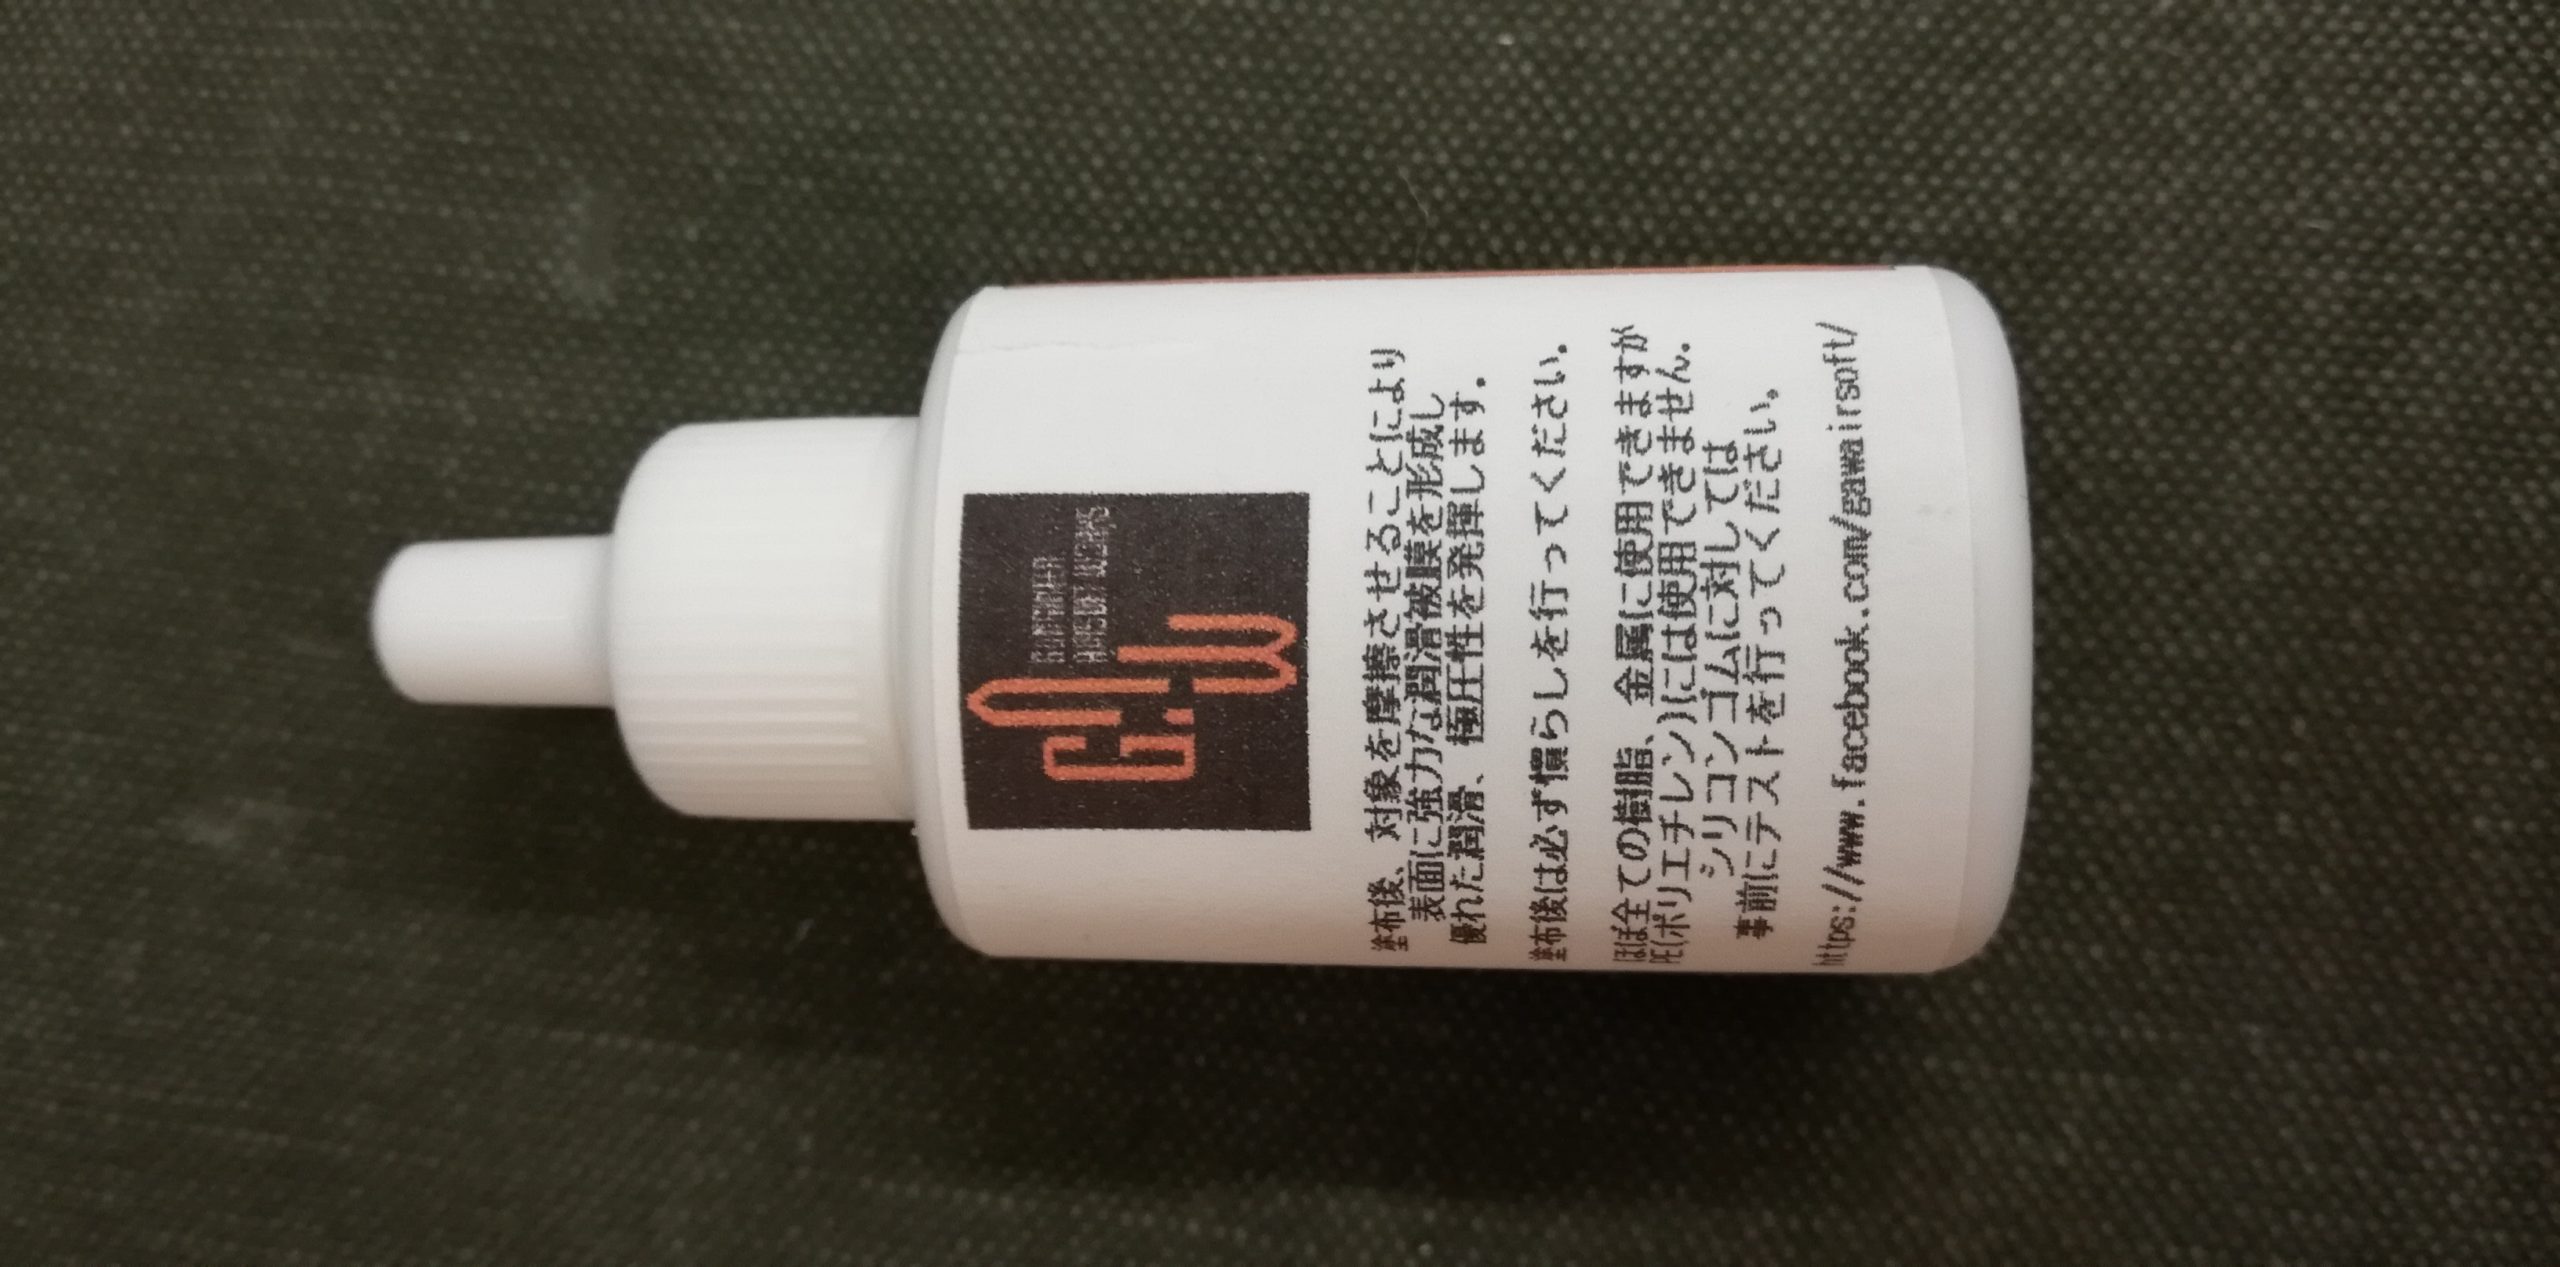 塗布後、対象を摩擦させることにより
表面に強力な潤滑被膜を形成し
優れた潤滑、極圧性を発揮します。
塗布後は必ず慣らしを行ってください。
ほぼ全ての樹脂、金属に使用できますが
PE(ポリエチレン)には使用できません。
シリコンゴムに対しては
事前にテストを行ってください。
https://www.facebook.com/gawairsoft/